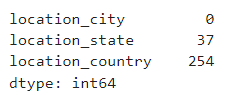 location_city 0
location_state 37
location_country 254
dtype: int64